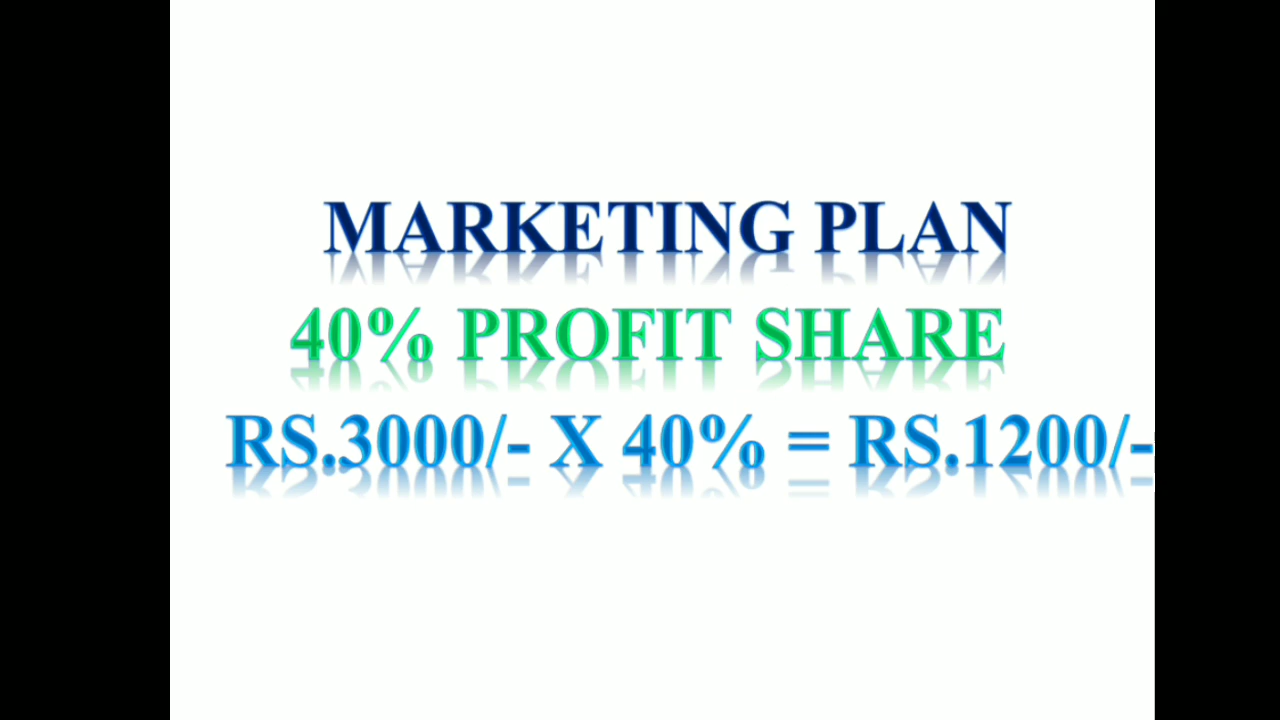 MARKETING PLAN
40% PROFIT SHARE
RS.3000/- X 40% = RS.1200/-